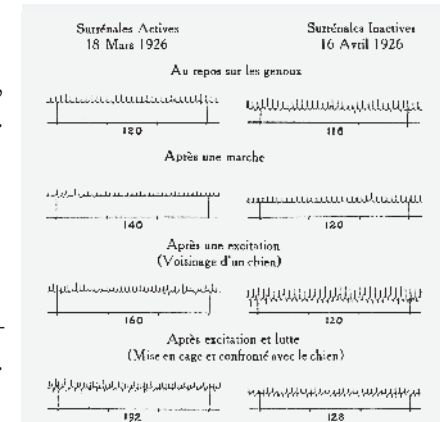 Surrénales Actives Surrénales Inactives
18 Mars 1926 16 Avril 1926
Au repos sur les genoux
120 116
Après une marche
140 120
Après une excitation
(Voisinage d'un chien)
160 120
Après excitation et lutte
(Mise en cage et confronté avec le chien)
192 128